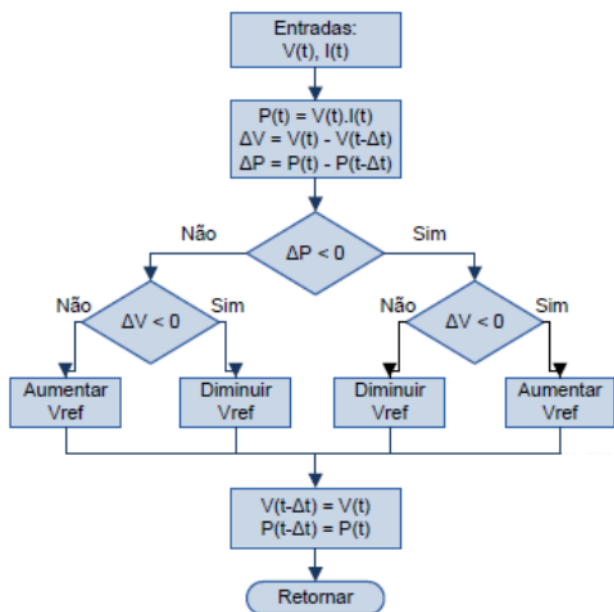 Entradas:
V(t), I(t)
P(t) = V(t).I(t)
ΔV = V(t) - V(t-Δt)
ΔP = P(t) - P(t-Δt)
Não
ΔP < 0
Sim
Não
ΔV < 0
Sim
Não
ΔV < 0
Sim
Aumentar
Vref
Diminuir
Vref
Diminuir
Vref
Aumentar
Vref
V(t-Δt) = V(t)
P(t-Δt) = P(t)
Retornar